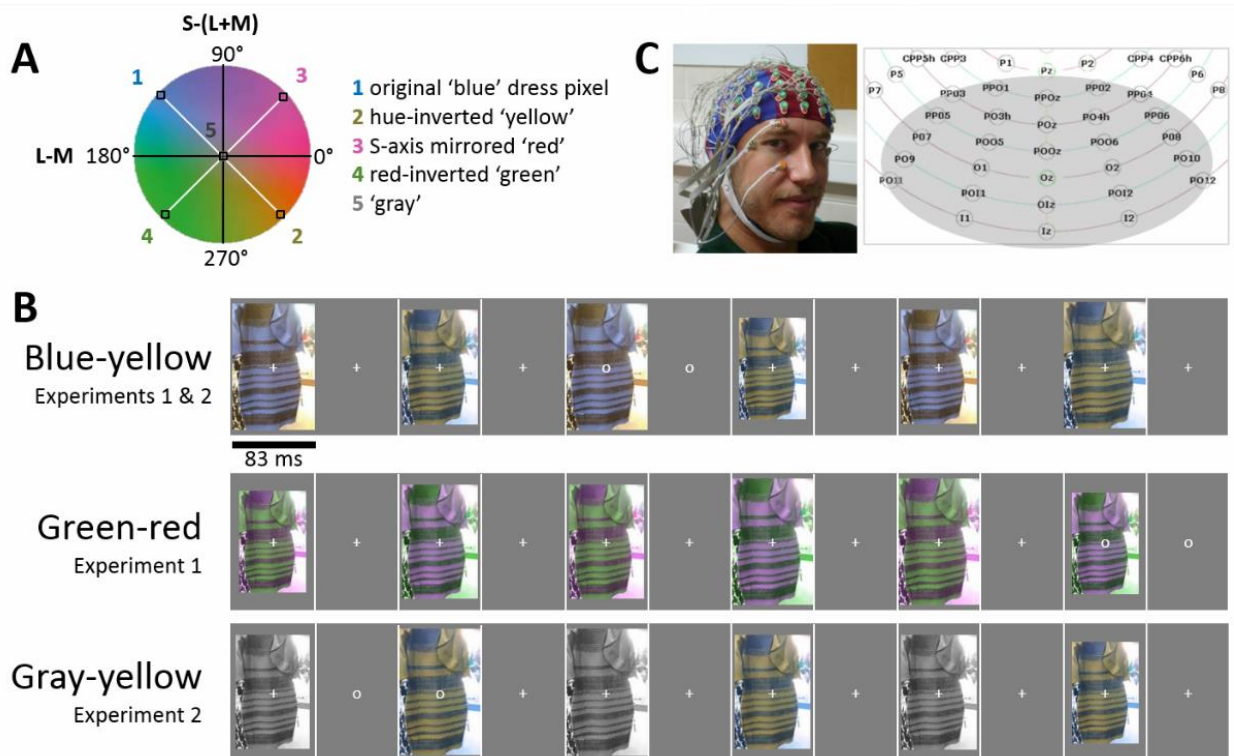 A
S-(L+M)
90°
1
3
5
L-M 180°
0°
4
2
270°
1 original 'blue' dress pixel
2 hue-inverted 'yellow'
3 S-axis mirrored 'red'
4 red-inverted 'green'
5 'gray'
C
CPP5h CPP3 P1 P2 CPP4 CPP6h
P7 P5 Pz P6 P8
PPO3 PPO1 PPOz PPO2
PPO5 PO3h POz PO4h PPO6
PO7 POO5 POOz POO6 PO8
PO9 O1 Oz O2 PO10
PO11 POI1 OIz POI2 PO12
I1 Iz I2
B
Blue-yellow
Experiments 1 & 2
+ + + + o o + + + + + +
83 ms
Green-red
Experiment 1
+ + + + + + + + + + o o
Gray-yellow
Experiment 2
+ o o + + + + + + + + +